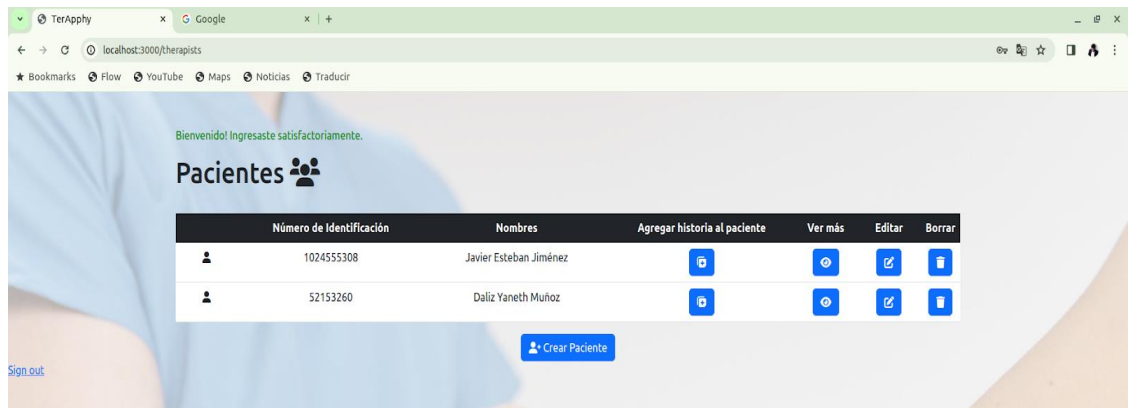 TerApphy
Google
localhost:3000/therapists
Bookmarks Flow YouTube Maps Noticias Traducir
Bienvenido! Ingresaste satisfactoriamente.
Pacientes
Número de Identificación Nombres Agregar historia al paciente Ver más Editar Borrar
1024555308 Javier Esteban Jiménez
52153260 Daliz Yaneth Muñoz
Crear Paciente
Sign out